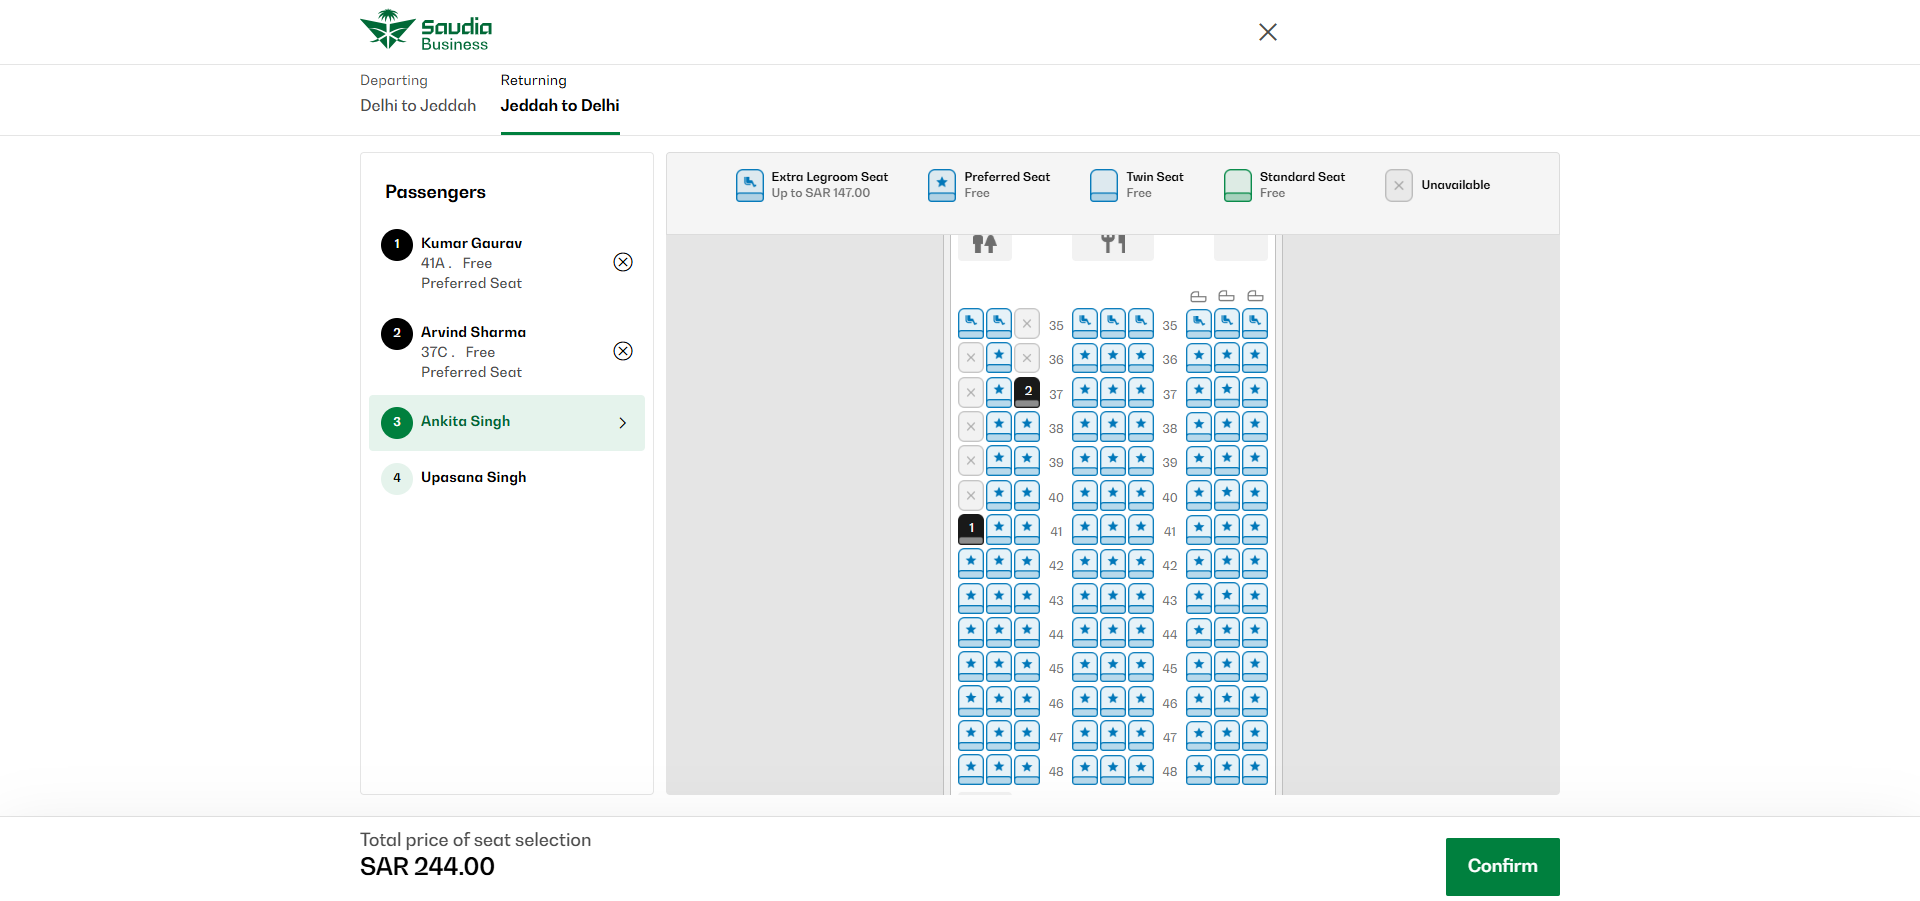 Saudia
Business
Departing
Delhi to Jeddah
Returning
Jeddah to Delhi
Passengers
1
Kumar Gaurav
41A . Free
Preferred Seat
2
Arvind Sharma
37C . Free
Preferred Seat
3
Ankita Singh
4
Upasana Singh
Extra Legroom Seat
Up to SAR 147.00
Preferred Seat
Free
Twin Seat
Free
Standard Seat
Free
Unavailable
35 35
36 36
2 37 37
38 38
39 39
40 40
1 41 41
42 42
43 43
44 44
45 45
46 46
47 47
48 48
Total price of seat selection
SAR 244.00
Confirm